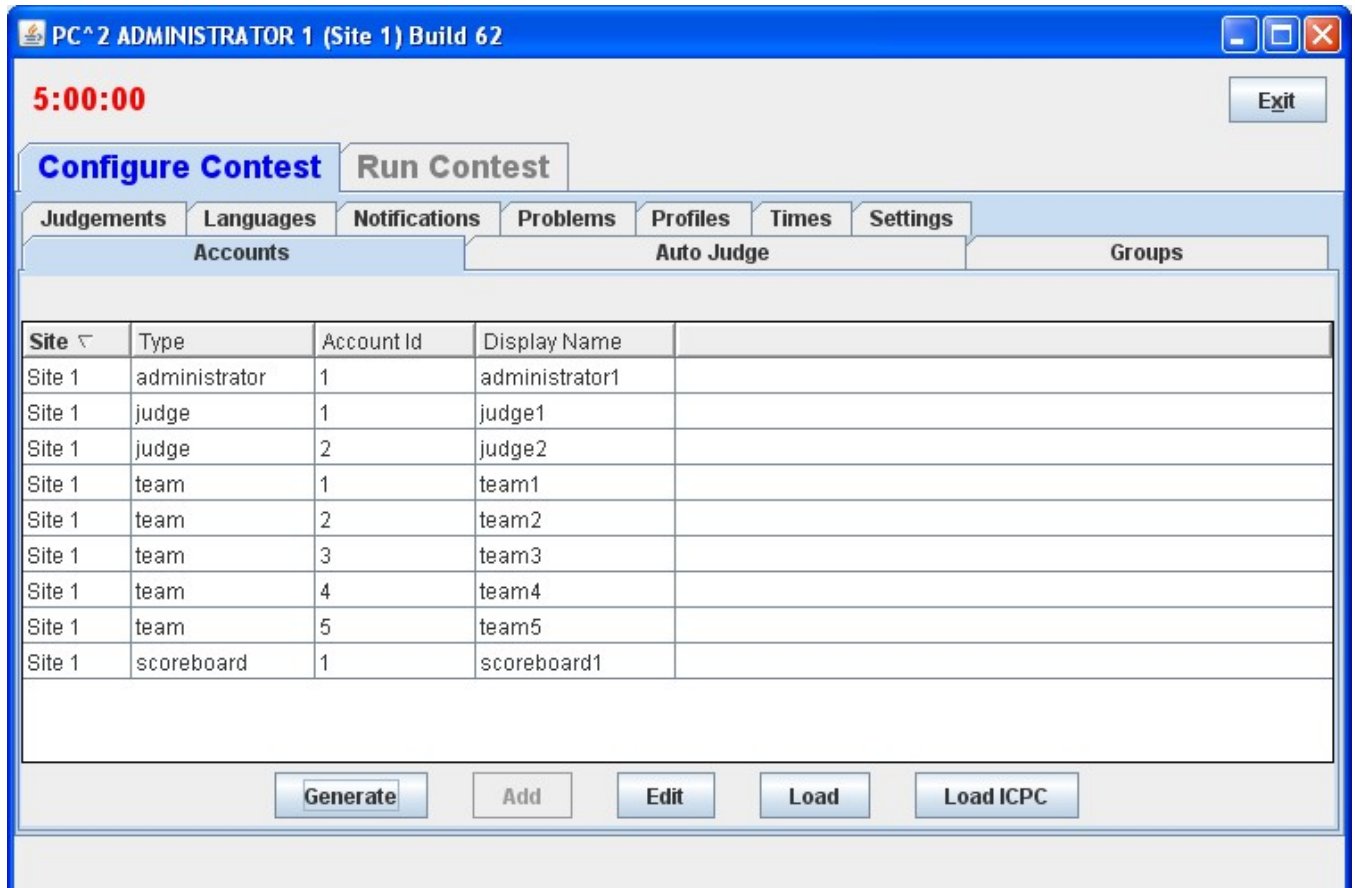 PC^2 ADMINISTRATOR 1 (Site 1) Build 62
5:00:00 Exit
Configure Contest Run Contest
Judgements Languages Notifications Problems Profiles Times Settings
Accounts Auto Judge Groups
Site Type Account Id Display Name
Site 1 administrator 1 administrator1
Site 1 judge 1 judge1
Site 1 judge 2 judge2
Site 1 team 1 team1
Site 1 team 2 team2
Site 1 team 3 team3
Site 1 team 4 team4
Site 1 team 5 team5
Site 1 scoreboard 1 scoreboard1
Generate Add Edit Load Load ICPC